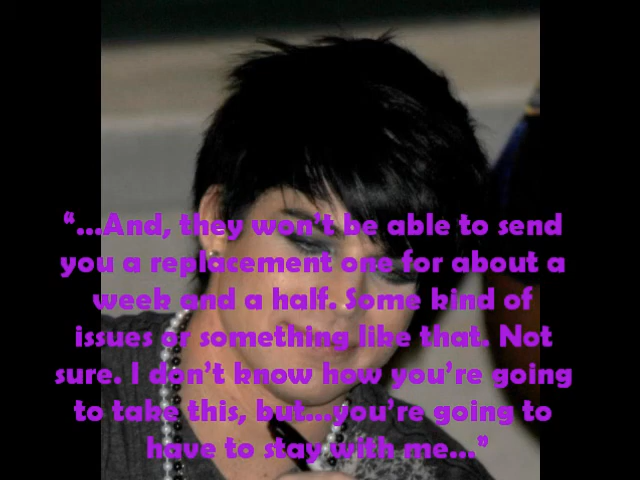 “...And, they won’t be able to send
you a replacement one for about a
week and a half. Some kind of
issues or something like that. Not
sure. I don’t know how you’re going
to take this, but...you’re going to
have to stay with me...”